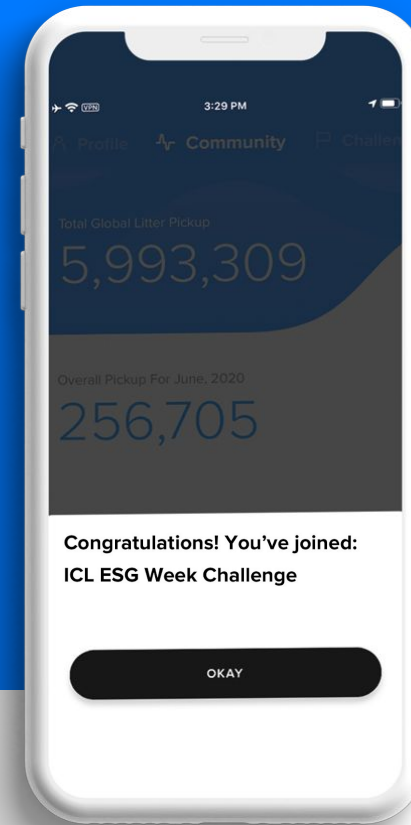 VPN 3:29 PM
Profile Community Challen
Total Global Litter Pickup
5,993,309
Overall Pickup For June, 2020
256,705
Congratulations! You've joined:
ICL ESG Week Challenge
OKAY